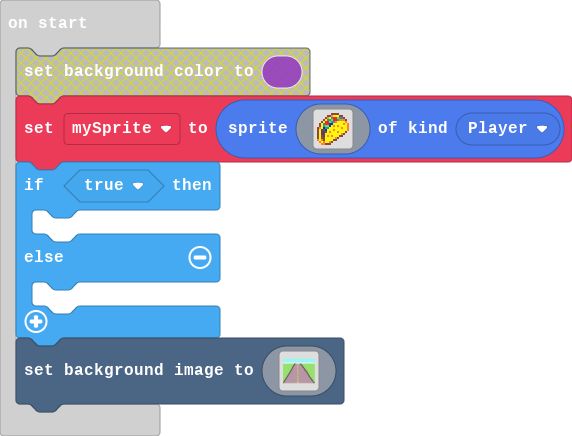 on start
set background color to
set mySprite to sprite of kind Player
if true then
else
set background image to